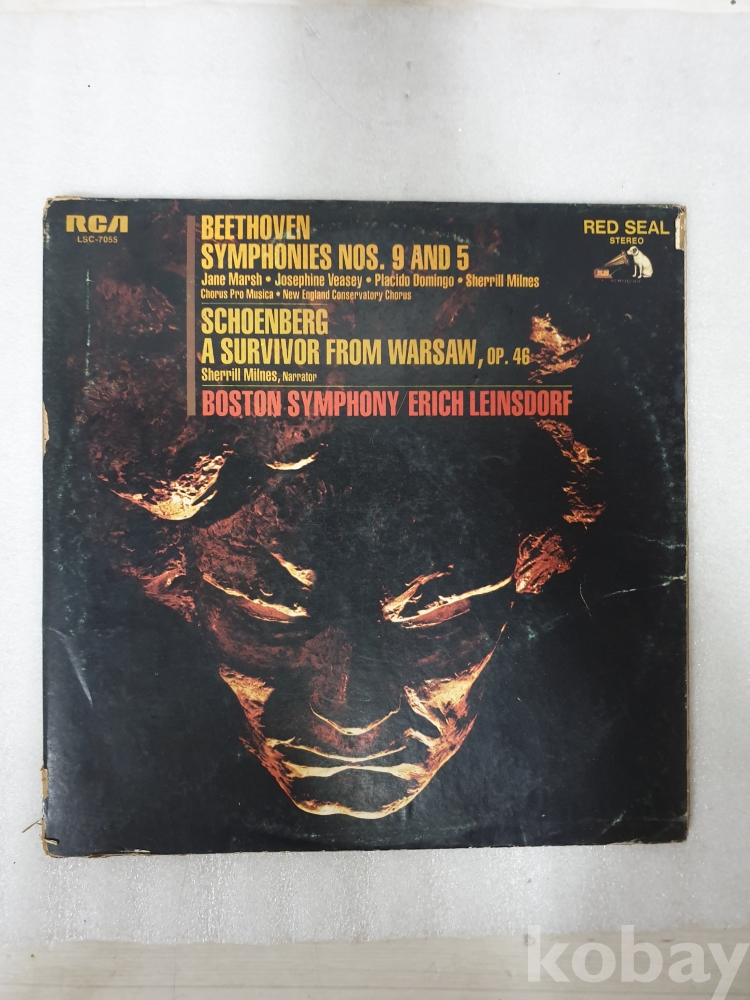 RCA
LSC-7055
BEETHOVEN
SYMPHONIES NOS. 9 AND 5
Jane Marsh • Josephine Veasey • Placido Domingo • Sherrill Milnes
Chorus Pro Musica • New England Conservatory Chorus
SCHOENBERG
A SURVIVOR FROM WARSAW, OP. 46
Sherrill Milnes, Narrator
BOSTON SYMPHONY/ERICH LEINSDORF
RED SEAL
STEREO
kobay